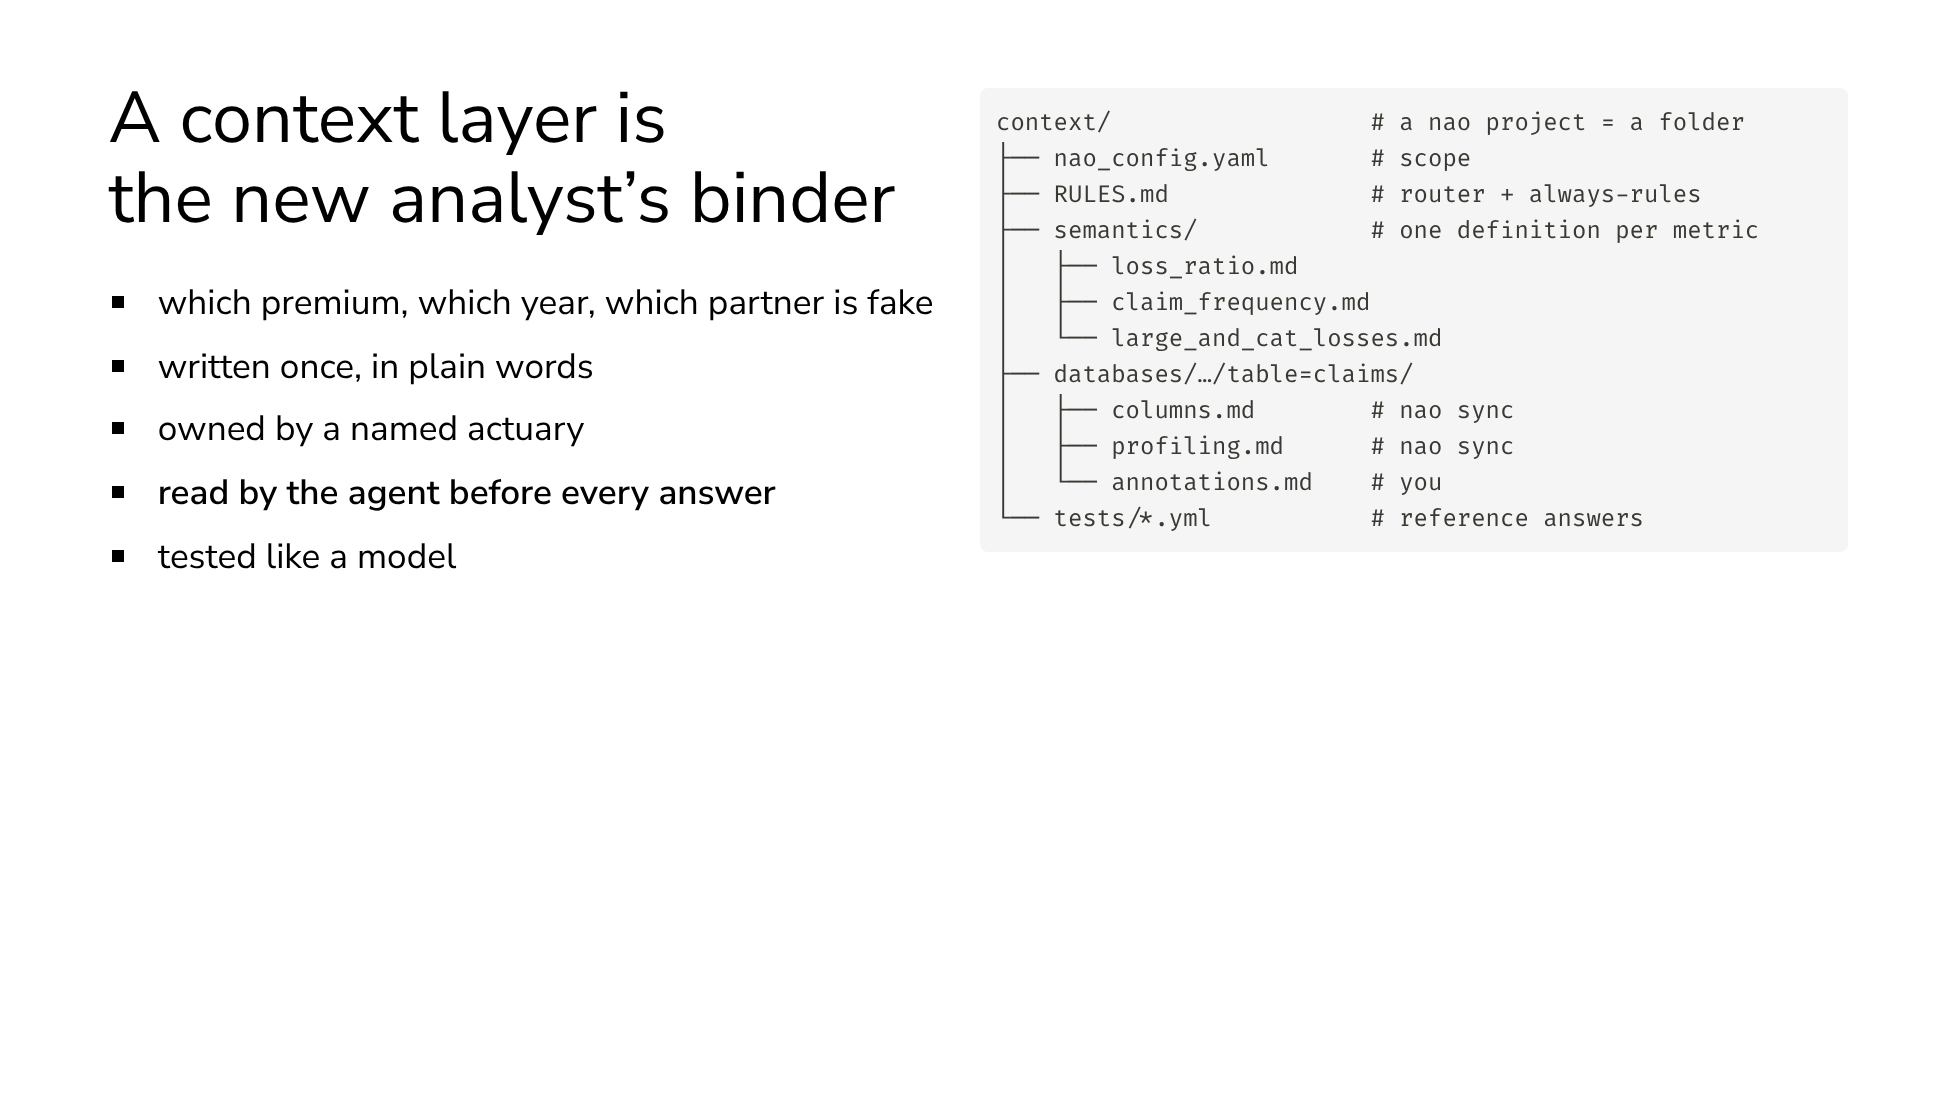 A context layer is
the new analyst’s binder
▪ which premium, which year, which partner is fake
▪ written once, in plain words
▪ owned by a named actuary
▪ read by the agent before every answer
▪ tested like a model
context/                  # a nao project = a folder
├── nao_config.yaml       # scope
├── RULES.md              # router + always-rules
├── semantics/            # one definition per metric
│   ├── loss_ratio.md
│   ├── claim_frequency.md
│   └── large_and_cat_losses.md
├── databases/…/table=claims/
│   ├── columns.md        # nao sync
│   ├── profiling.md      # nao sync
│   └── annotations.md    # you
└── tests/*.yml           # reference answers